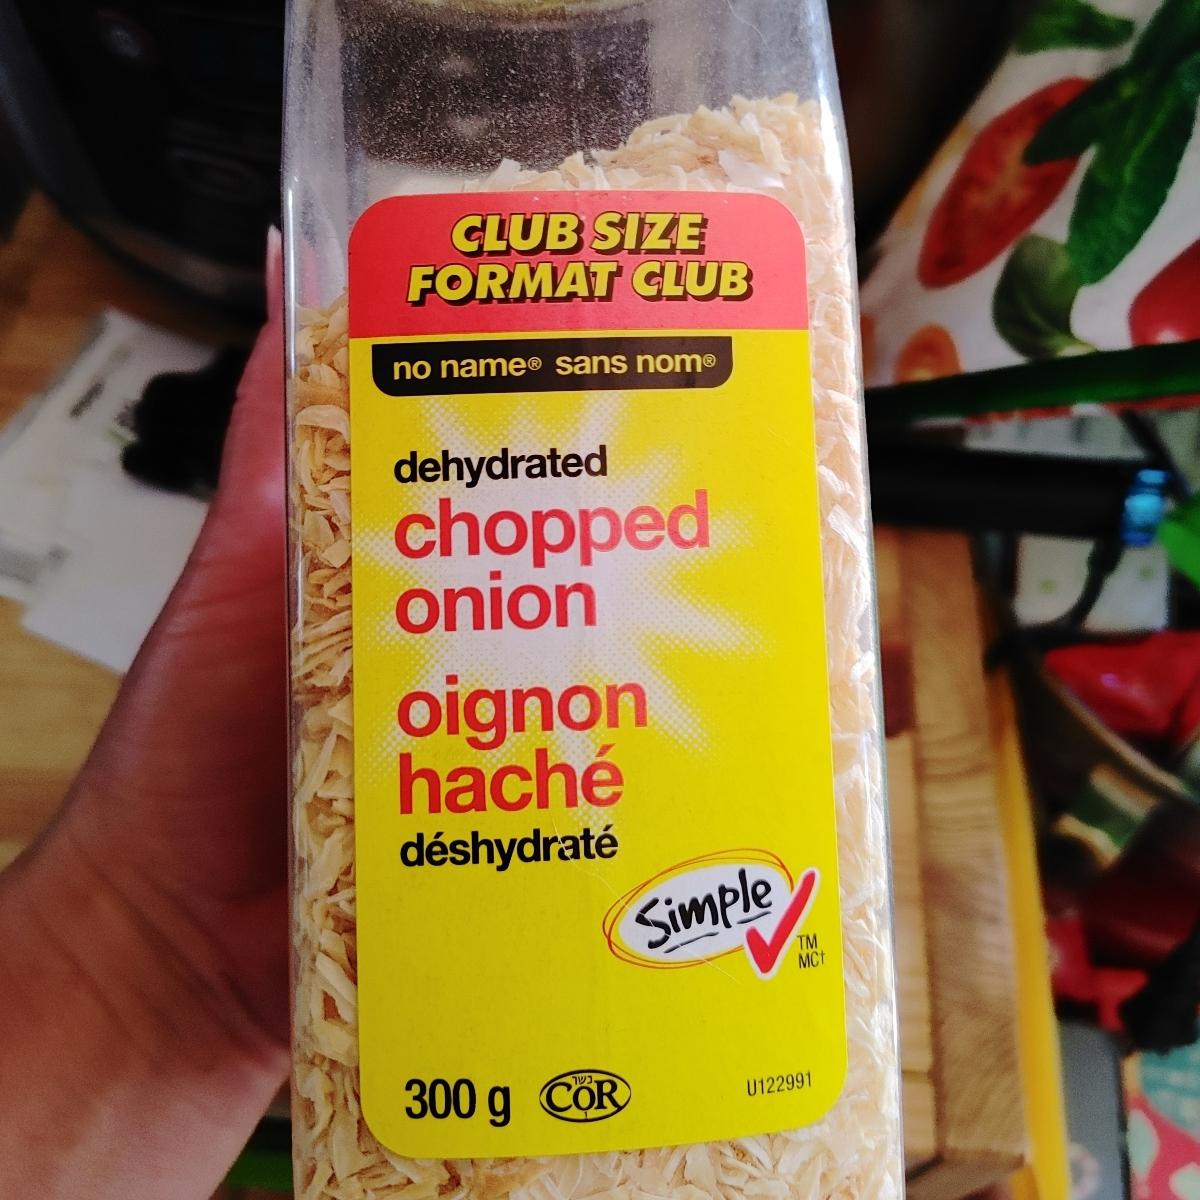 CLUB SIZE
FORMAT CLUB
no name® sans nom®
dehydrated
chopped
onion
oignon
haché
déshydraté
Simple
TM
MC†
300 g
כשר
COR
U122991